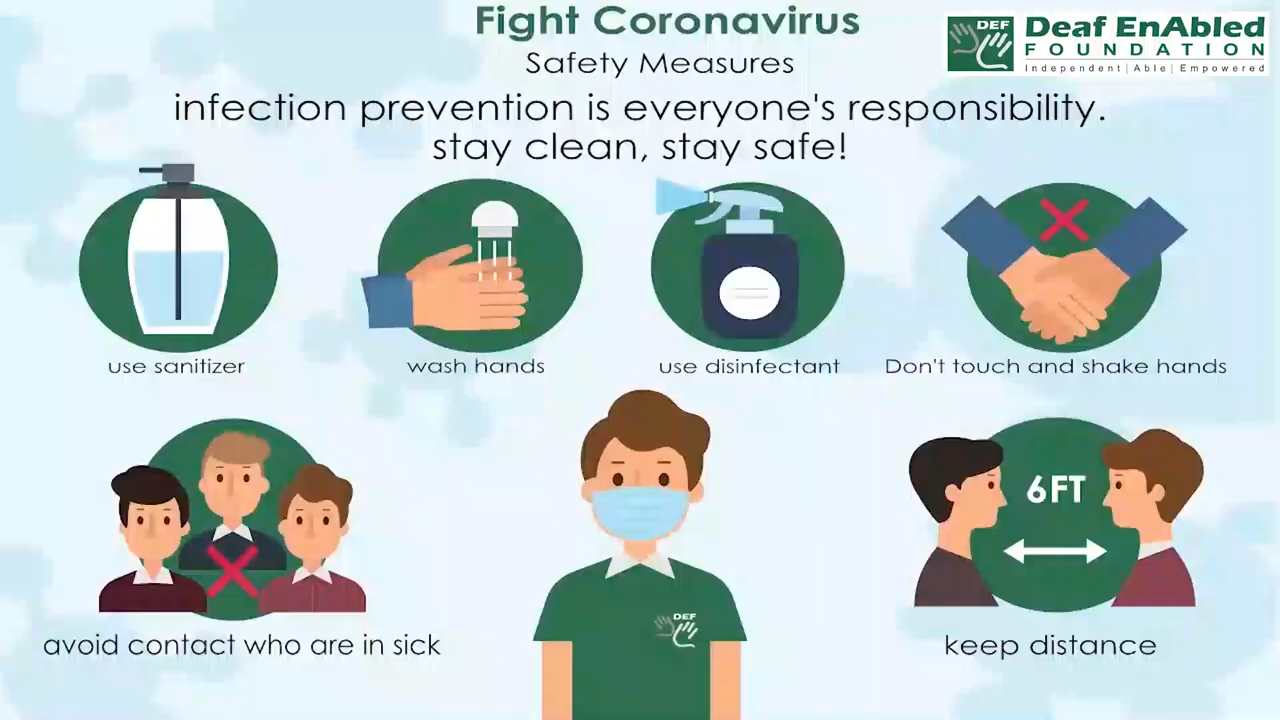 Fight Coronavirus
Safety Measures
DEF
Deaf EnAbled
FOUNDATION
Independent | Able | Empowered
infection prevention is everyone's responsibility.
stay clean, stay safe!
use sanitizer
wash hands
use disinfectant
Don't touch and shake hands
6FT
DEF
avoid contact who are in sick
keep distance